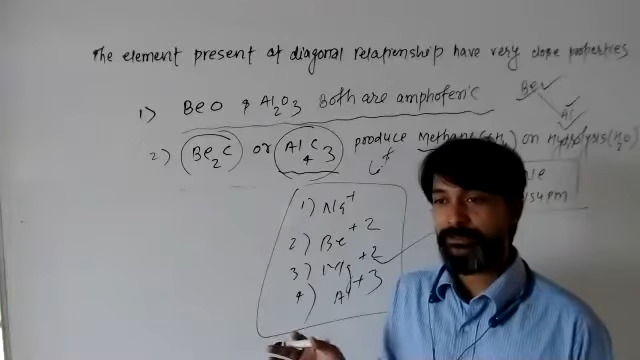 The element present at diagonal relationship have very close properties
1) BeO & Al2O3 Both are amphoteric
Be
Al
2) Be2C or Al4C3 produce Methane (CH4) on Hydrolysis (H2O)
1) Na+
2) Be+2
3) Mg+2
4) Al+3